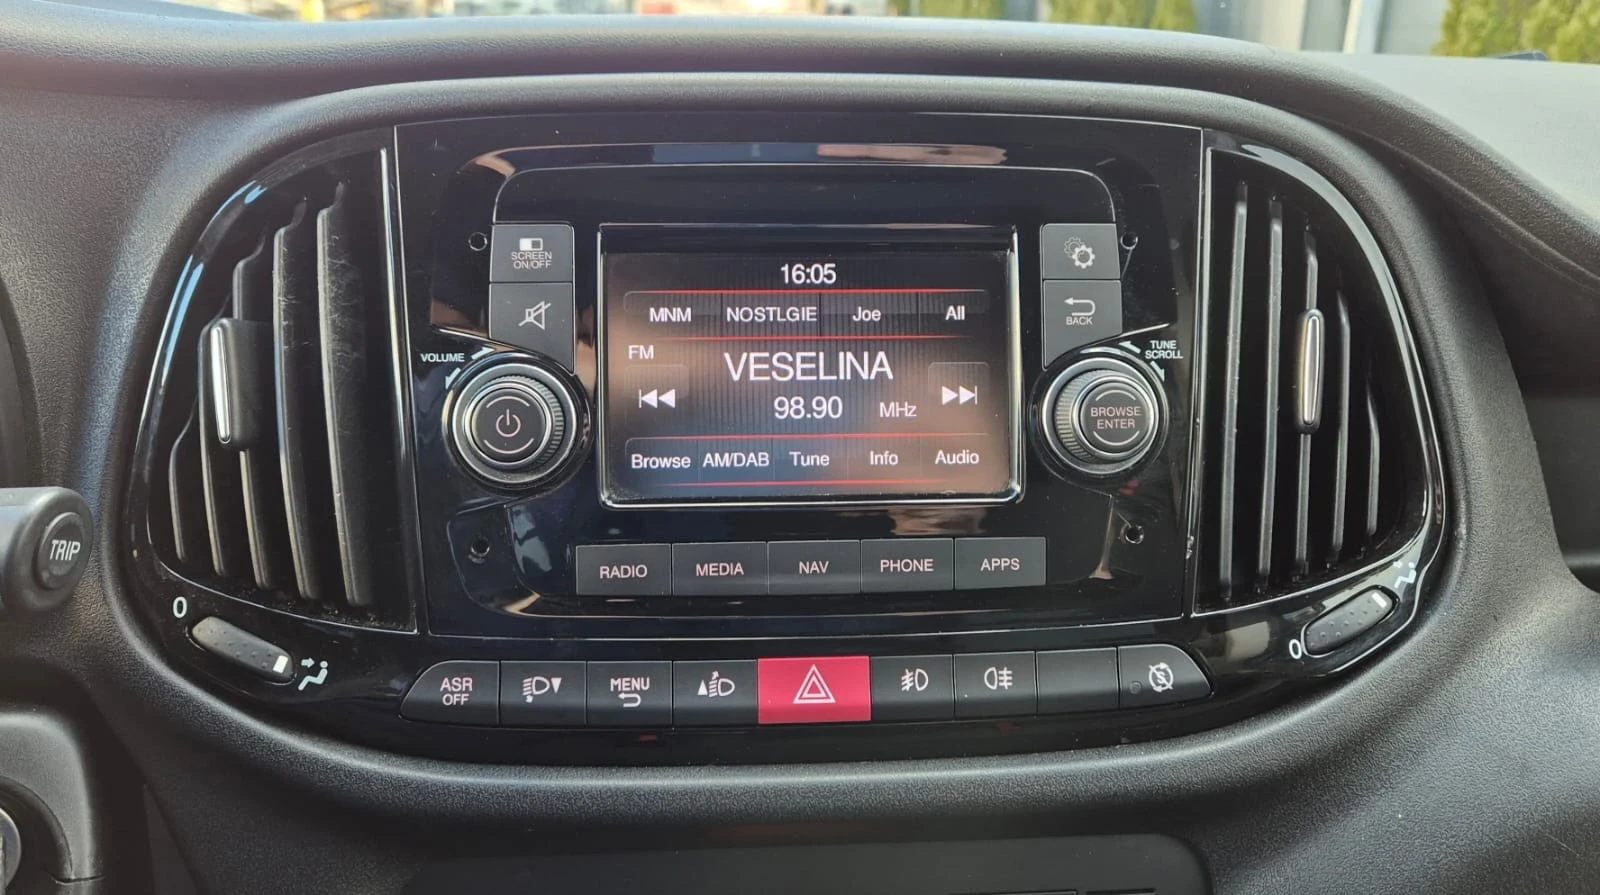 SCREEN
ON/OFF
16:05
MNM NOSTLGIE Joe All
BACK
VOLUME
TUNE
SCROLL
FM
VESELINA
98.90 MHz
BROWSE
ENTER
Browse AM/DAB Tune Info Audio
TRIP
RADIO MEDIA NAV PHONE APPS
0
0
ASR
OFF
MENU